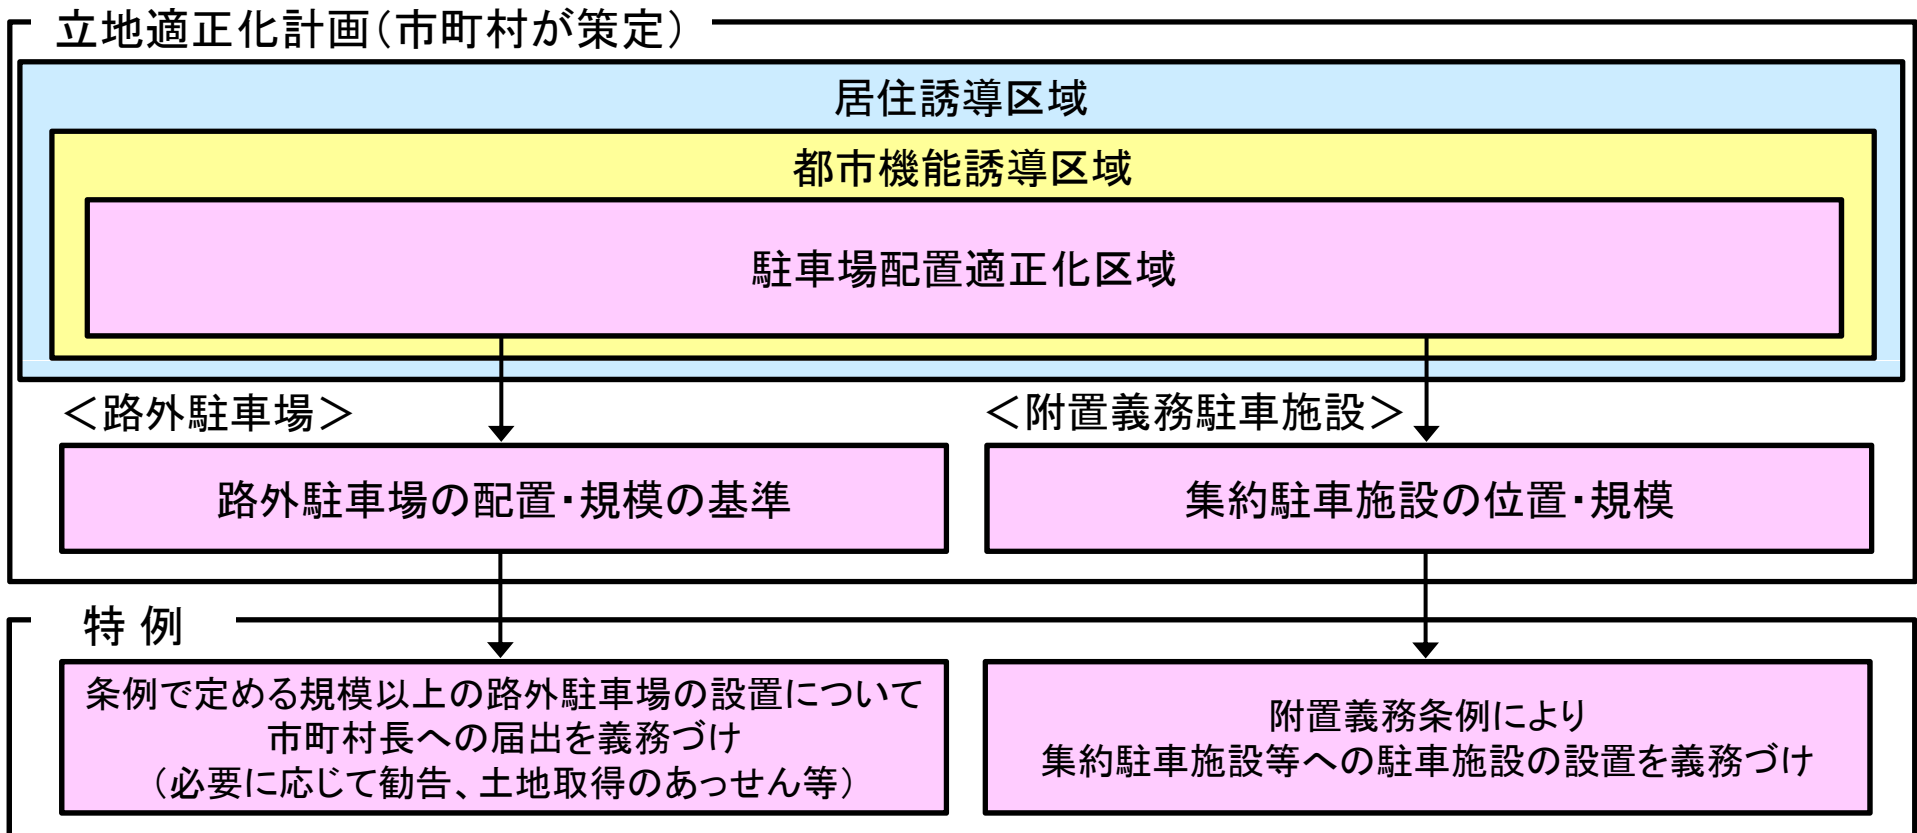 立地適正化計画(市町村が策定)
居住誘導区域
都市機能誘導区域
駐車場配置適正化区域
＜路外駐車場＞
＜附置義務駐車施設＞
路外駐車場の配置・規模の基準
集約駐車施設の位置・規模
特 例
条例で定める規模以上の路外駐車場の設置について
市町村長への届出を義務づけ
(必要に応じて勧告、土地取得のあっせん等)
附置義務条例により
集約駐車施設等への駐車施設の設置を義務づけ